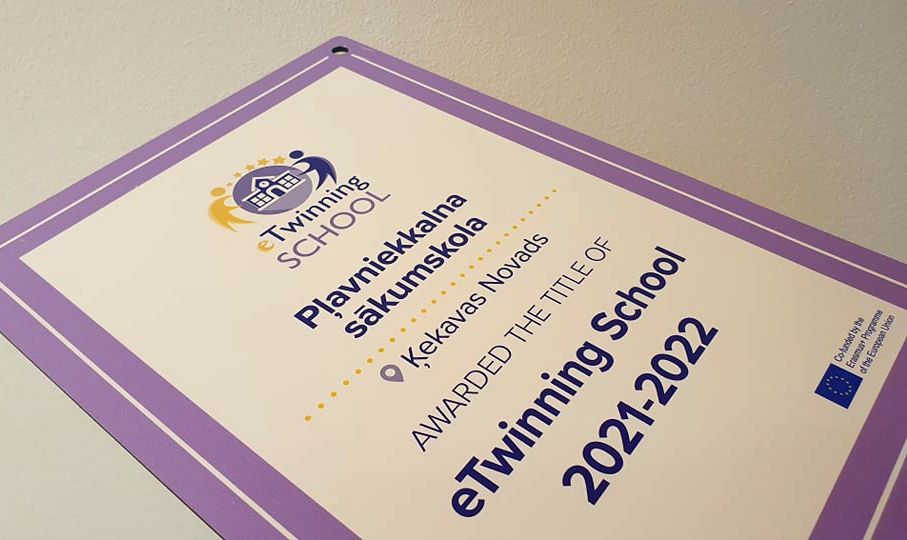 eTwinning
SCHOOL
Pļavniekkalna
sākumskola
Ķekavas Novads
AWARDED THE TITLE OF
eTwinning School
2021-2022
Co-funded by the
Erasmus+ Programme
of the European Union